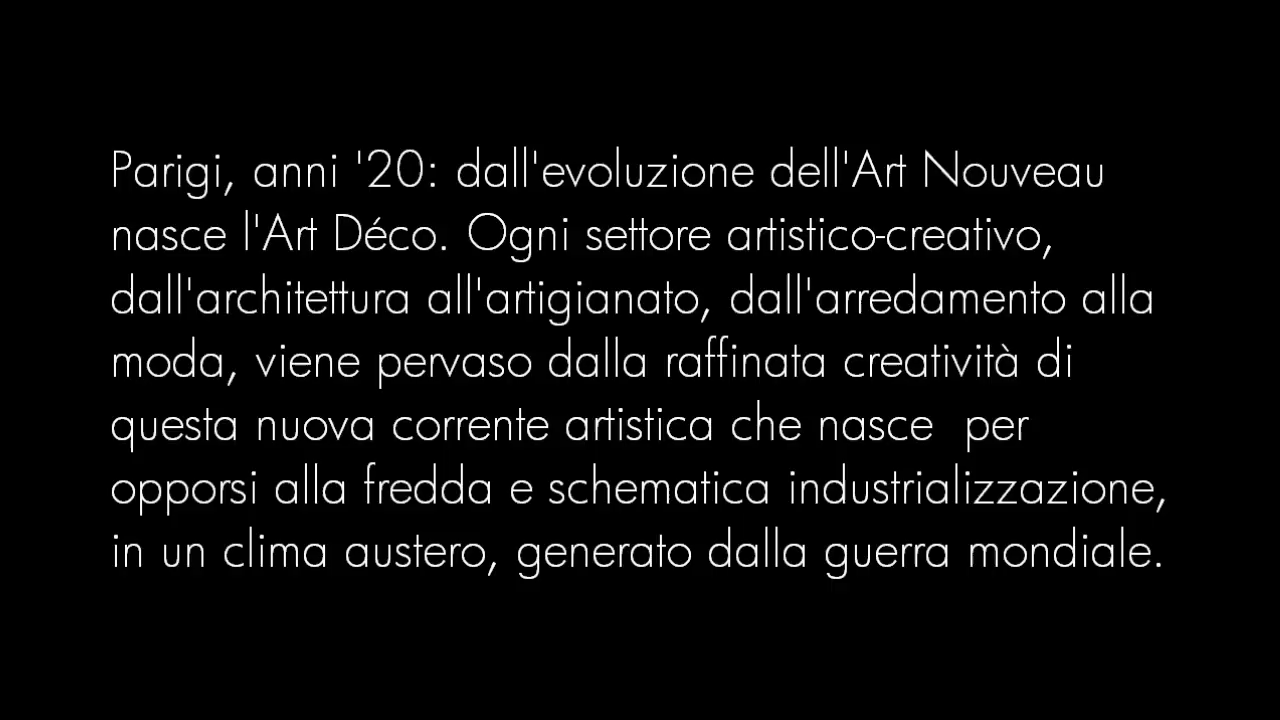 Parigi, anni '20: dall'evoluzione dell'Art Nouveau
nasce l'Art Déco. Ogni settore artistico-creativo,
dall'architettura all'artigianato, dall'arredamento alla
moda, viene pervaso dalla raffinata creatività di
questa nuova corrente artistica che nasce  per
opporsi alla fredda e schematica industrializzazione,
in un clima austero, generato dalla guerra mondiale.